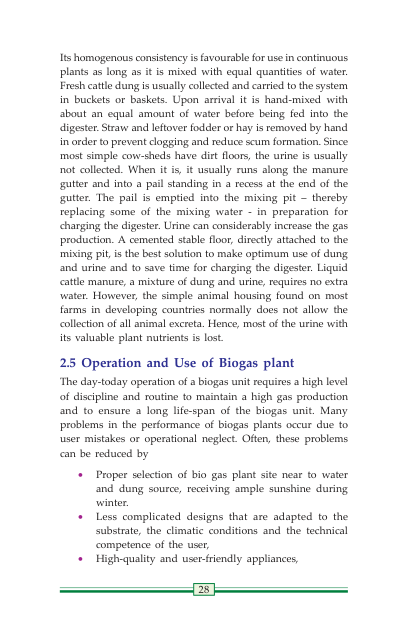 Its homogenous consistency is favourable for use in continuous
plants as long as it is mixed with equal quantities of water.
Fresh cattle dung is usually collected and carried to the system
in buckets or baskets. Upon arrival it is hand-mixed with
about an equal amount of water before being fed into the
digester. Straw and leftover fodder or hay is removed by hand
in order to prevent clogging and reduce scum formation. Since
most simple cow-sheds have dirt floors, the urine is usually
not collected. When it is, it usually runs along the manure
gutter and into a pail standing in a recess at the end of the
gutter. The pail is emptied into the mixing pit – thereby
replacing some of the mixing water - in preparation for
charging the digester. Urine can considerably increase the gas
production. A cemented stable floor, directly attached to the
mixing pit, is the best solution to make optimum use of dung
and urine and to save time for charging the digester. Liquid
cattle manure, a mixture of dung and urine, requires no extra
water. However, the simple animal housing found on most
farms in developing countries normally does not allow the
collection of all animal excreta. Hence, most of the urine with
its valuable plant nutrients is lost.
2.5 Operation and Use of Biogas plant
The day-today operation of a biogas unit requires a high level
of discipline and routine to maintain a high gas production
and to ensure a long life-span of the biogas unit. Many
problems in the performance of biogas plants occur due to
user mistakes or operational neglect. Often, these problems
can be reduced by
• Proper selection of bio gas plant site near to water
and dung source, receiving ample sunshine during
winter.
• Less complicated designs that are adapted to the
substrate, the climatic conditions and the technical
competence of the user,
• High-quality and user-friendly appliances,
28